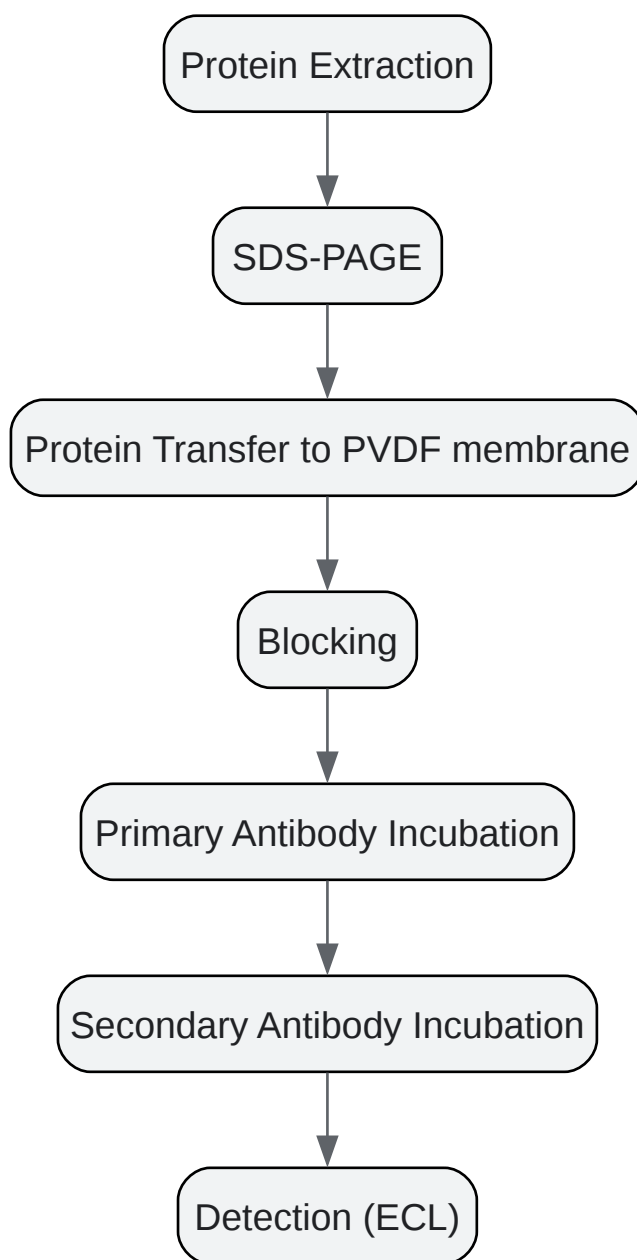 Protein Extraction
SDS-PAGE
Protein Transfer to PVDF membrane
Blocking
Primary Antibody Incubation
Secondary Antibody Incubation
Detection (ECL)